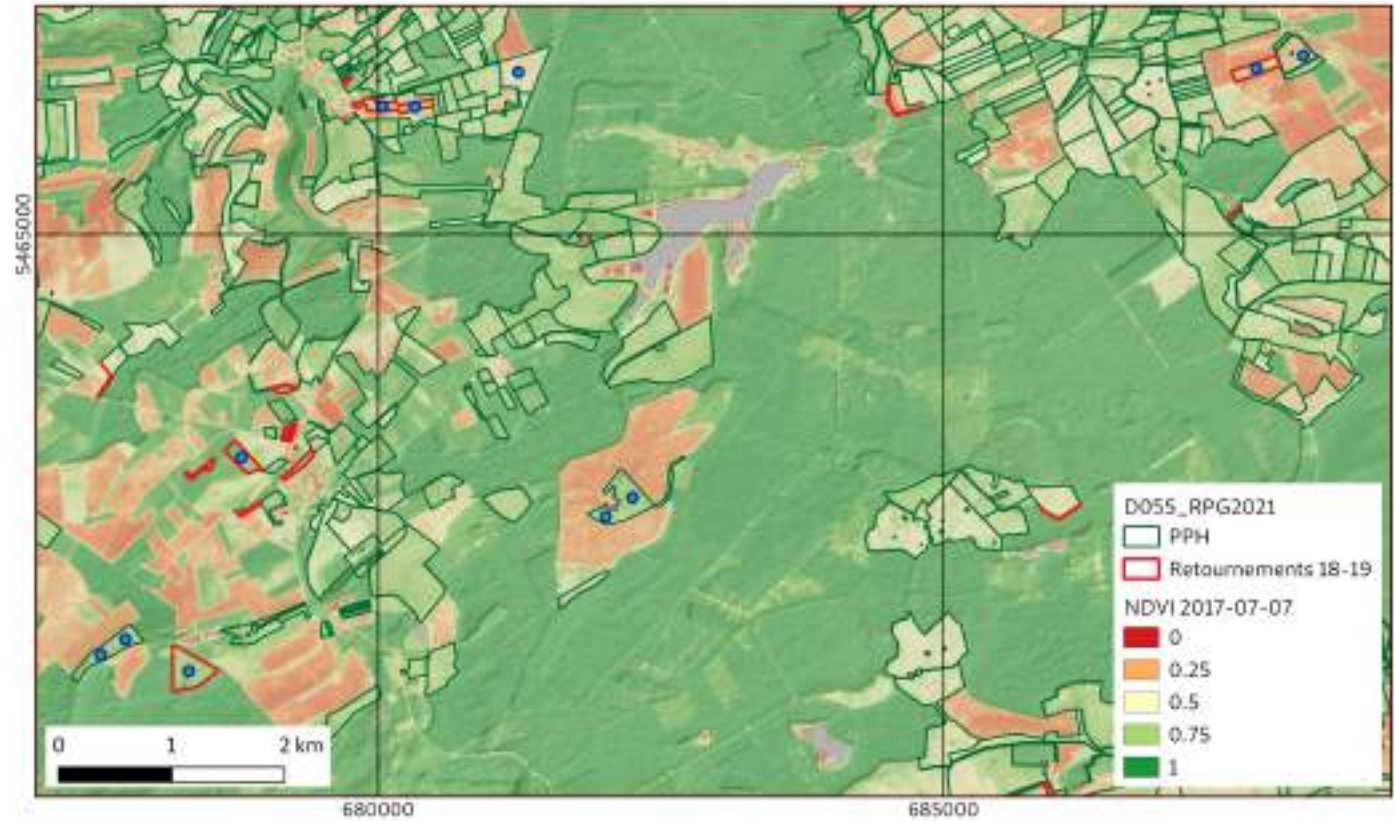 5465000
D055_RPG2021
PPH
Retournements 18-19
NDVI 2017-07-07
0
0.25
0.5
0.75
1
0 1 2 km
680000 685000